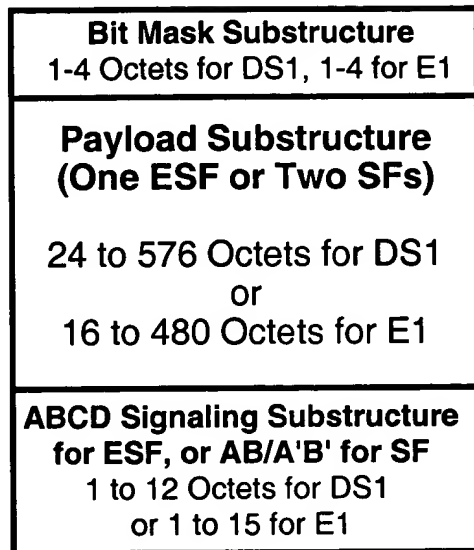 Bit Mask Substructure
1-4 Octets for DS1, 1-4 for E1
Payload Substructure
(One ESF or Two SFs)
24 to 576 Octets for DS1
or
16 to 480 Octets for E1
ABCD Signaling Substructure
for ESF, or AB/A'B' for SF
1 to 12 Octets for DS1
or 1 to 15 for E1